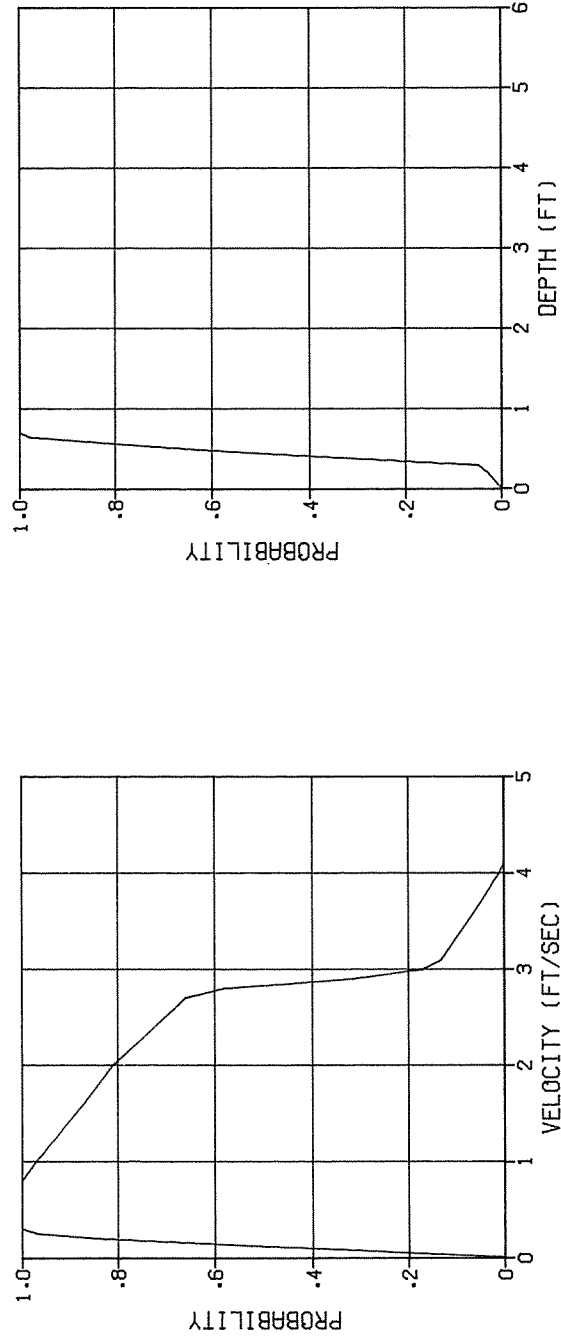 PROBABILITY
1.0
.8
.6
.4
.2
0
0 1 2 3 4 5
VELOCITY (FT/SEC)
PROBABILITY
1.0
.8
.6
.4
.2
0
0 1 2 3 4 5 6
DEPTH (FT)